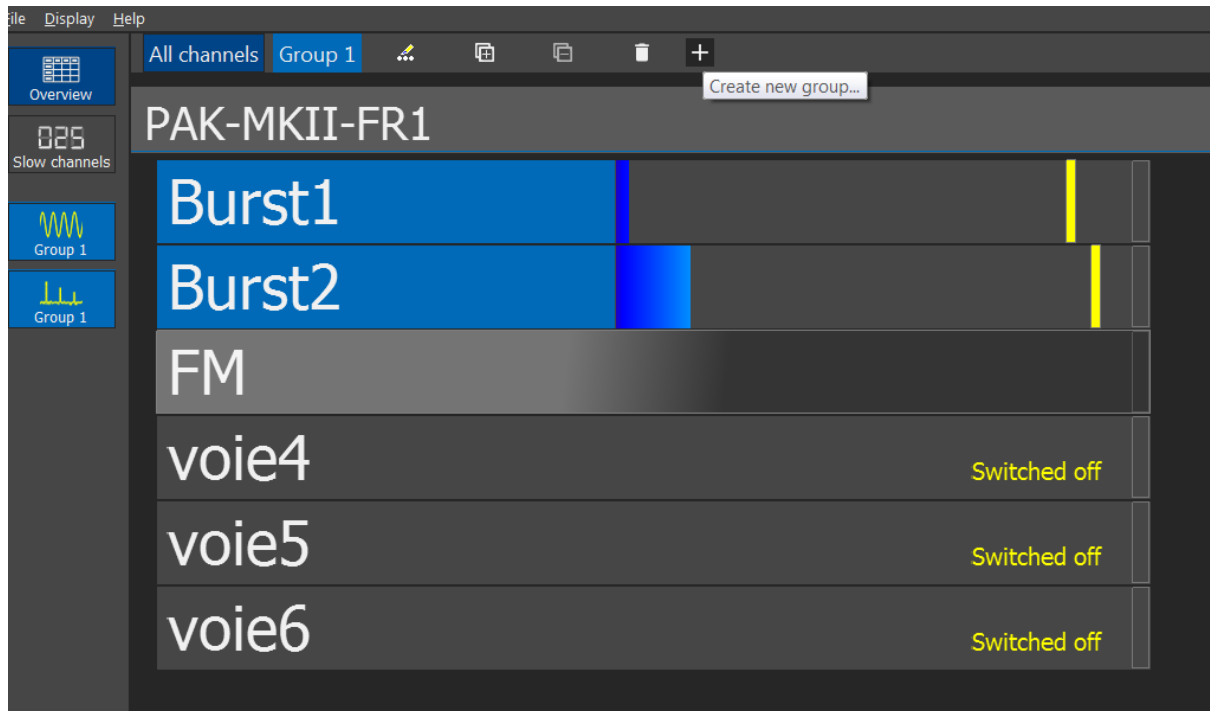 File Display Help
All channels Group 1
Create new group...
Overview
025
Slow channels
Group 1
Group 1
PAK-MKII-FR1
Burst1
Burst2
FM
voie4 Switched off
voie5 Switched off
voie6 Switched off